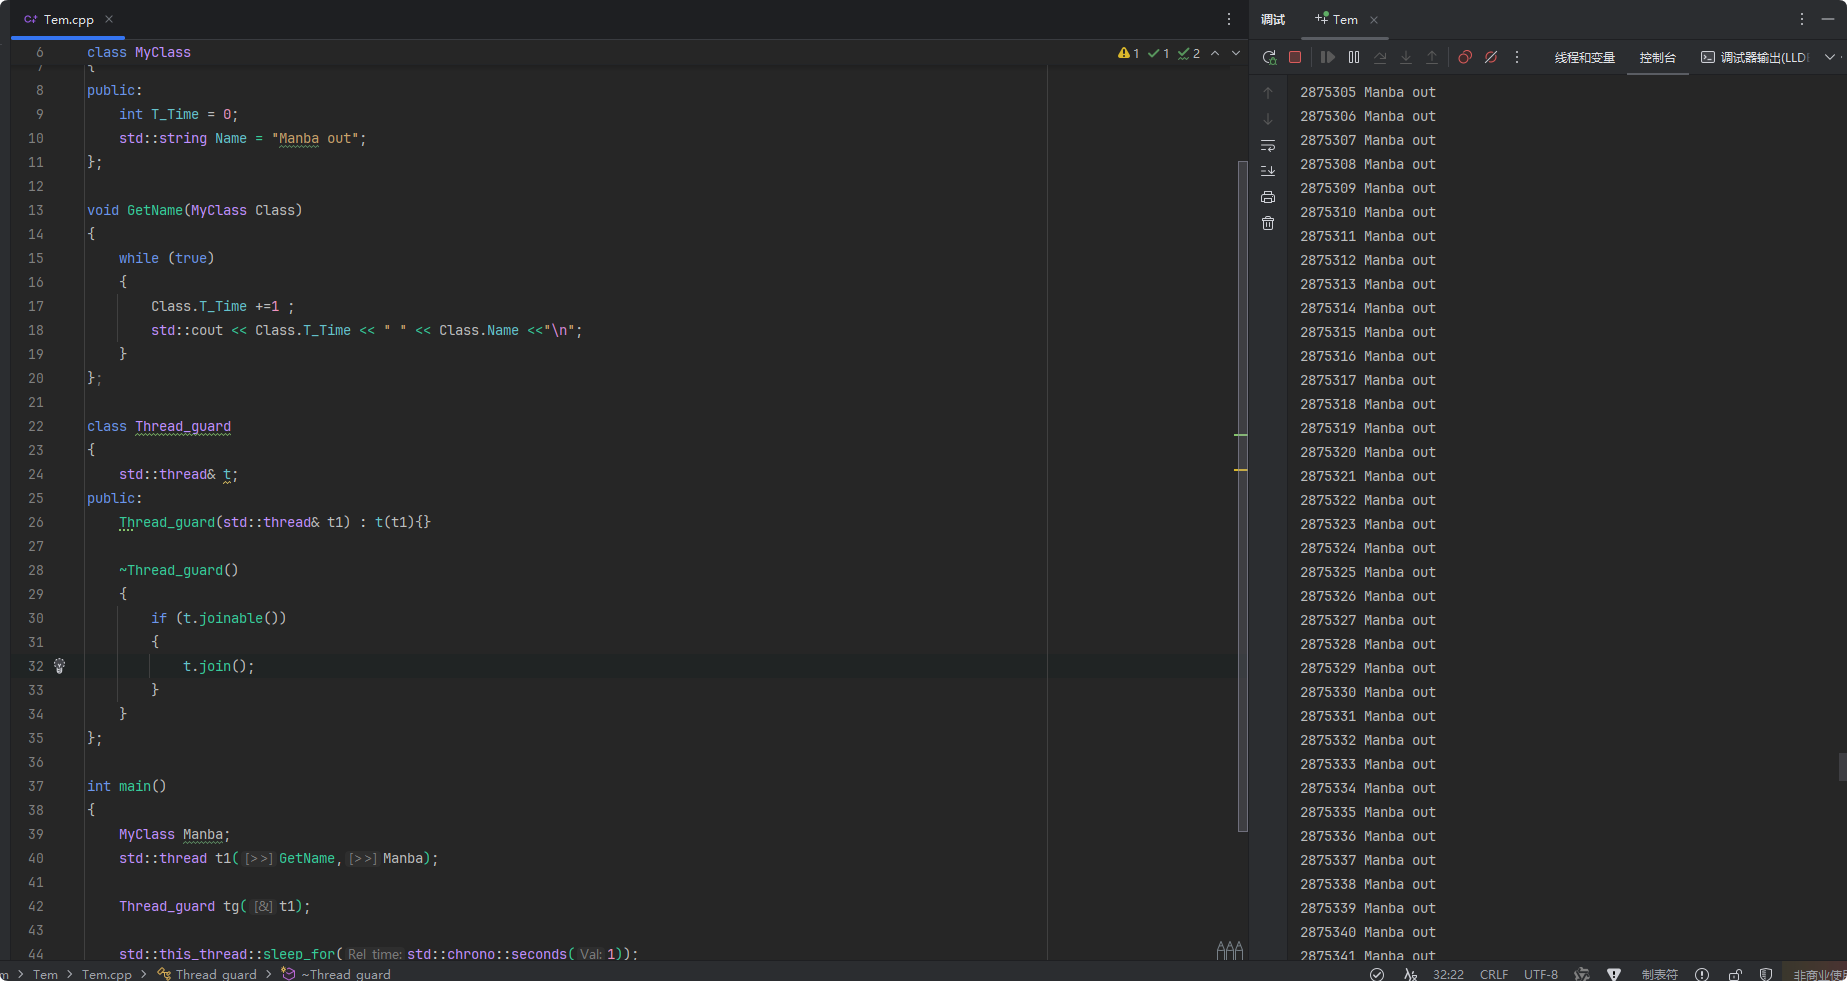 Tem.cpp
6 class MyClass
1 1 2
7 {
8 public:
9 int T_Time = 0;
10 std::string Name = "Manba out";
11 };
12
13 void GetName(MyClass Class)
14 {
15 while (true)
16 {
17 Class.T_Time +=1 ;
18 std::cout << Class.T_Time << " " << Class.Name <<"\n";
19 }
20 };
21
22 class Thread_guard
23 {
24 std::thread& t;
25 public:
26 Thread_guard(std::thread& t1) : t(t1){}
27
28 ~Thread_guard()
29 {
30 if (t.joinable())
31 {
32 t.join();
33 }
34 }
35 };
36
37 int main()
38 {
39 MyClass Manba;
40 std::thread t1([>>]GetName,[>>]Manba);
41
42 Thread_guard tg([&]t1);
43
44 std::this_thread::sleep_for(Rel time:std::chrono::seconds(Val:1));
调试 Tem
线程和变量 控制台 调试器输出(LLD
2875305 Manba out
2875306 Manba out
2875307 Manba out
2875308 Manba out
2875309 Manba out
2875310 Manba out
2875311 Manba out
2875312 Manba out
2875313 Manba out
2875314 Manba out
2875315 Manba out
2875316 Manba out
2875317 Manba out
2875318 Manba out
2875319 Manba out
2875320 Manba out
2875321 Manba out
2875322 Manba out
2875323 Manba out
2875324 Manba out
2875325 Manba out
2875326 Manba out
2875327 Manba out
2875328 Manba out
2875329 Manba out
2875330 Manba out
2875331 Manba out
2875332 Manba out
2875333 Manba out
2875334 Manba out
2875335 Manba out
2875336 Manba out
2875337 Manba out
2875338 Manba out
2875339 Manba out
2875340 Manba out
2875341 Manba out
m > Tem > Tem.cpp > Thread_guard > ~Thread_guard
32:22 CRLF UTF-8 制表符 非商业使用